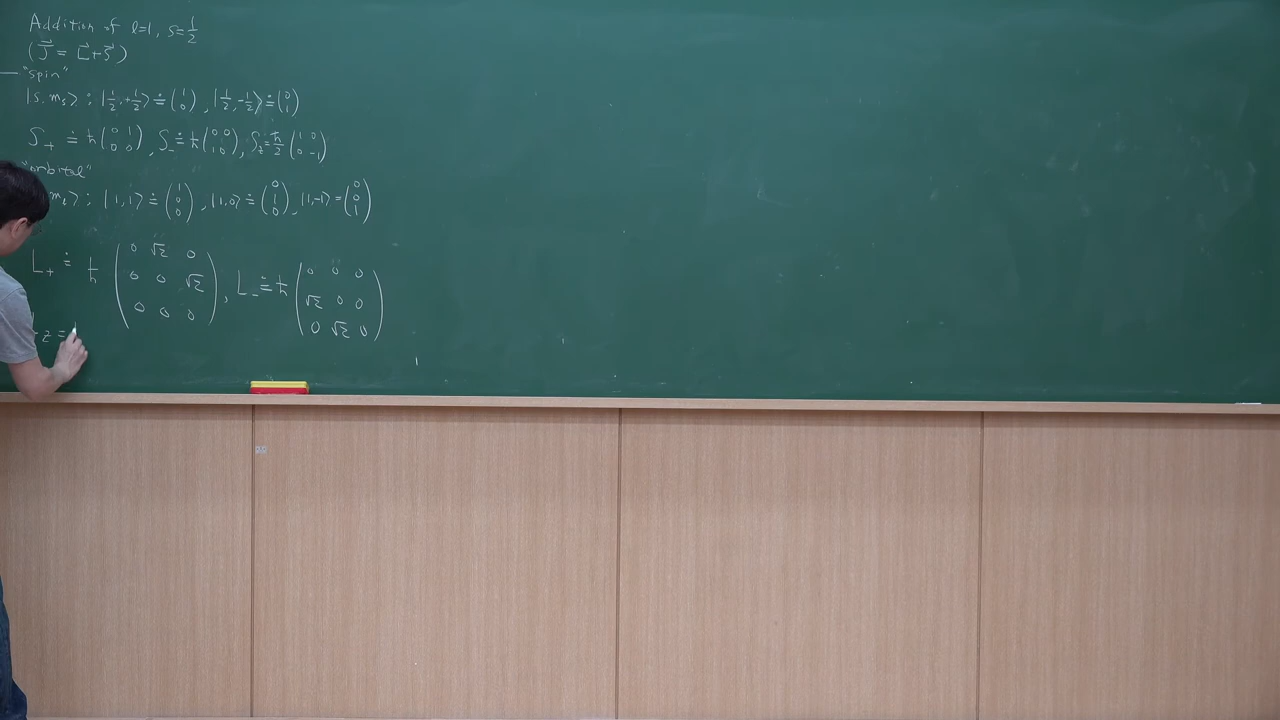 Addition of l=1, s=1/2
(J⃗ = L⃗+S⃗)
"spin"
|s, m_s> ; |1/2,+1/2> ≐ (1 0), |1/2,-1/2> ≐ (0 1)
S_+ ≐ ħ(0 1 0 0), S_- ≐ ħ(0 0 1 0), S_z ≐ ħ/2 (1 0 0 -1)
"orbital"
m_l> ; |1,1> ≐ (1 0 0), |1,0> ≐ (0 1 0), |1,-1> = (0 0 1)
L_+ ≐ ħ (0 √2 0 0 0 √2 0 0 0), L_- ≐ ħ (0 0 0 √2 0 0 0 √2 0)
z =